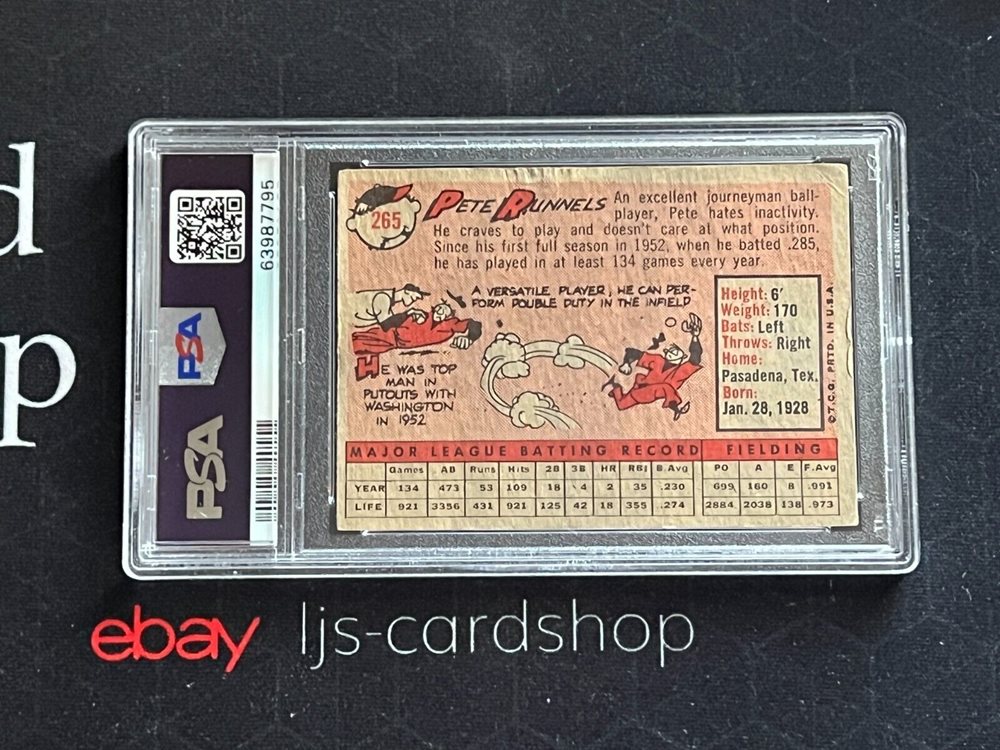 d
p
63987795
PSA
PSA
265
PETE RUNNELS
An excellent journeyman ball-
player, Pete hates inactivity.
He craves to play and doesn't care at what position.
Since his first full season in 1952, when he batted .285,
he has played in at least 134 games every year.
A VERSATILE PLAYER, HE CAN PER-
FORM DOUBLE DUTY IN THE INFIELD
HE WAS TOP
MAN IN
PUTOUTS WITH
WASHINGTON
IN 1952
Height: 6'
Weight: 170
Bats: Left
Throws: Right
Home:
Pasadena, Tex.
Born:
Jan. 28, 1928
©T.C.G. PRTD. IN U.S.A.
MAJOR LEAGUE BATTING RECORD FIELDING
Games AB Runs Hits 2B 3B HR RBI B.Avg PO A E F.Avg
YEAR 134 473 53 109 18 4 2 35 .230 699 160 8 .991
LIFE 921 3356 431 921 125 42 18 355 .274 2884 2038 138 .973
ebay ljs-cardshop